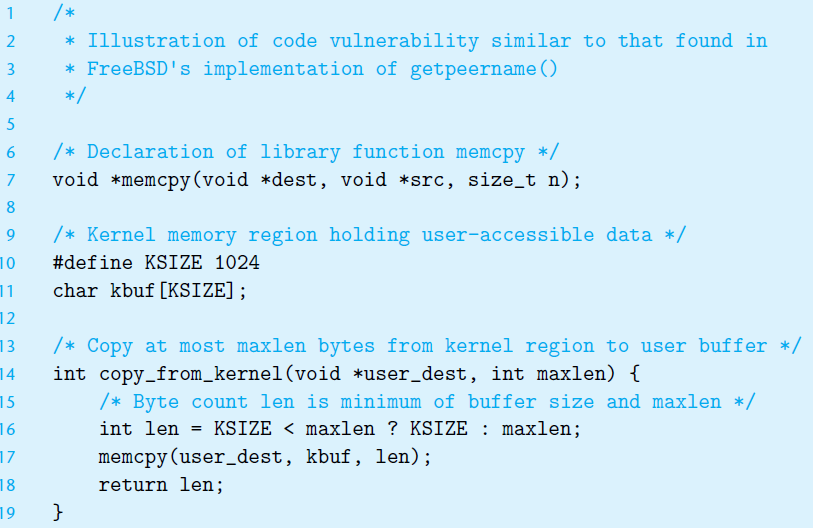 1 /*
2  * Illustration of code vulnerability similar to that found in
3  * FreeBSD's implementation of getpeername()
4  */
5
6 /* Declaration of library function memcpy */
7 void *memcpy(void *dest, void *src, size_t n);
8
9 /* Kernel memory region holding user-accessible data */
10 #define KSIZE 1024
11 char kbuf[KSIZE];
12
13 /* Copy at most maxlen bytes from kernel region to user buffer */
14 int copy_from_kernel(void *user_dest, int maxlen) {
15     /* Byte count len is minimum of buffer size and maxlen */
16     int len = KSIZE < maxlen ? KSIZE : maxlen;
17     memcpy(user_dest, kbuf, len);
18     return len;
19 }